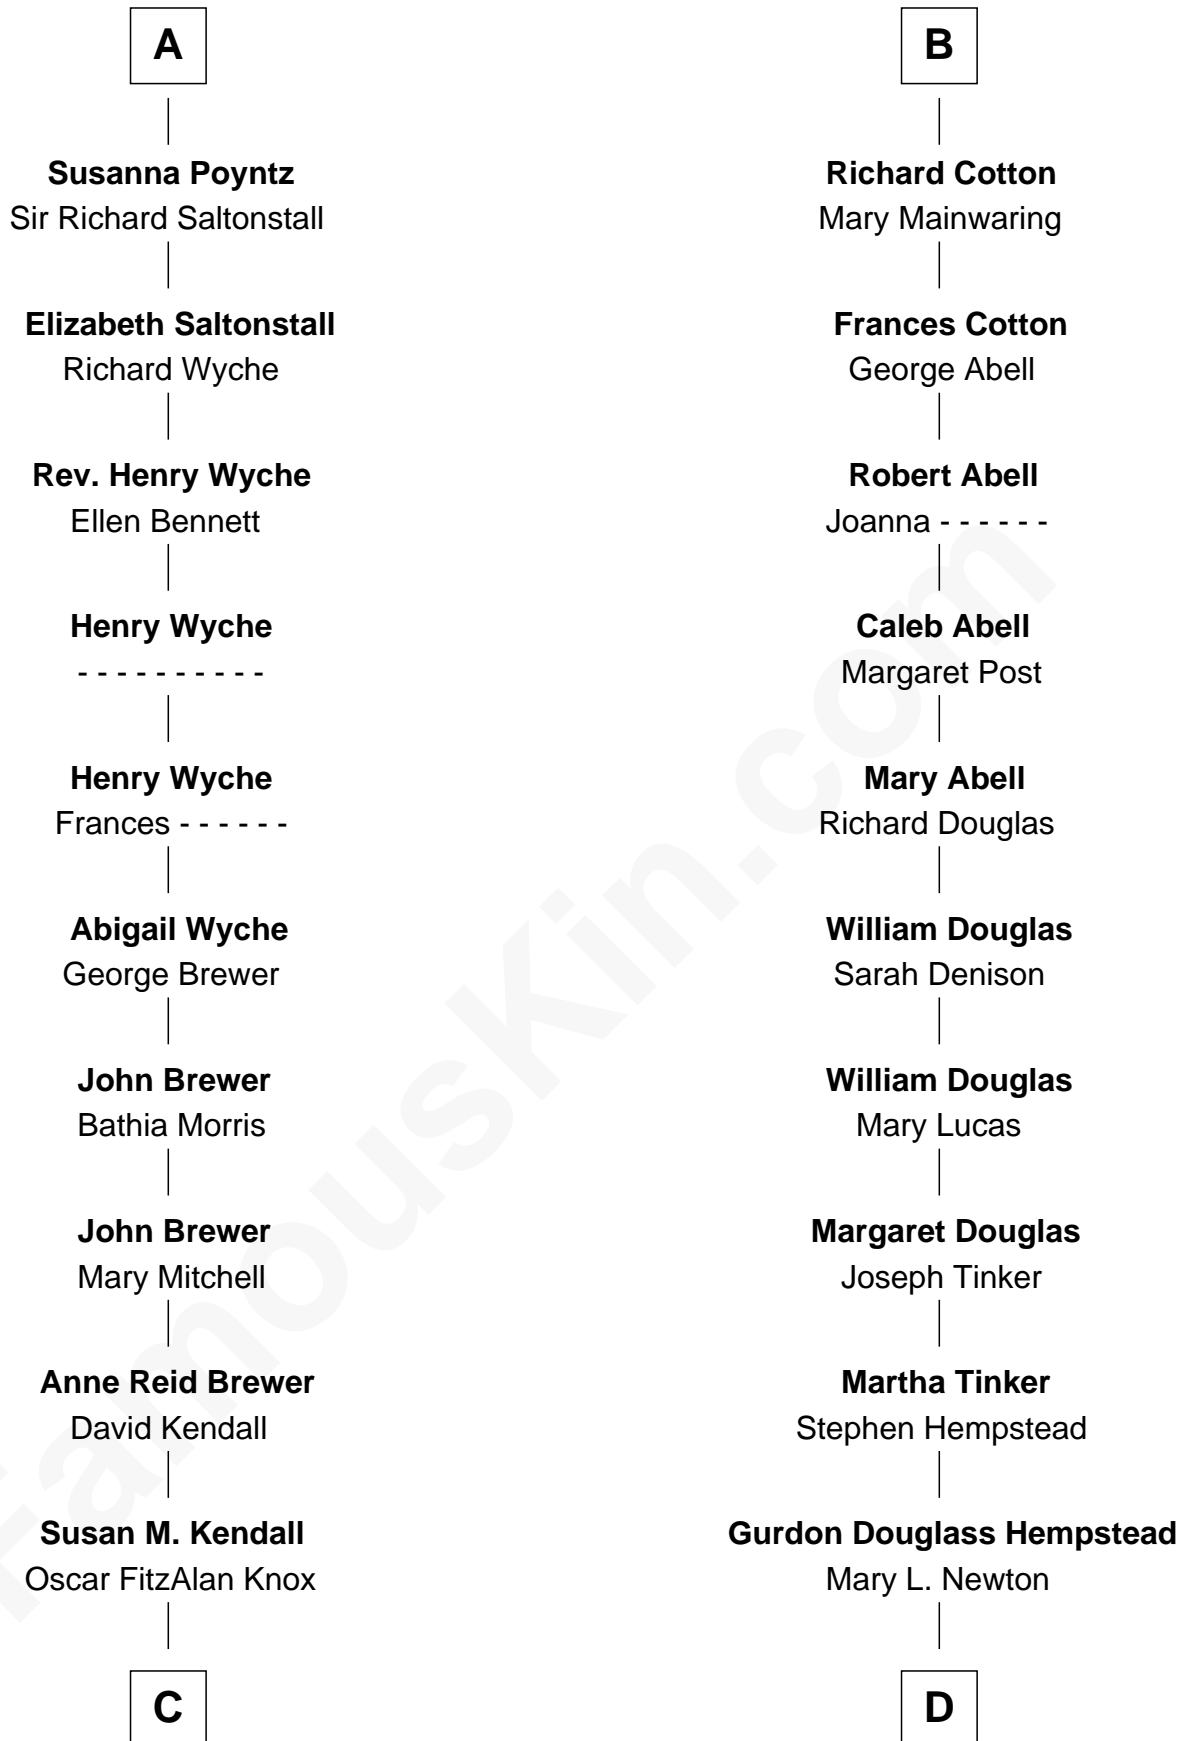 A
Susanna Poyntz
Sir Richard Saltonstall
Elizabeth Saltonstall
Richard Wyche
Rev. Henry Wyche
Ellen Bennett
Henry Wyche
- - - - - - - - - -
Henry Wyche
Frances - - - - - -
Abigail Wyche
George Brewer
John Brewer
Bathia Morris
John Brewer
Mary Mitchell
Anne Reid Brewer
David Kendall
Susan M. Kendall
Oscar FitzAlan Knox
C
B
Richard Cotton
Mary Mainwaring
Frances Cotton
George Abell
Robert Abell
Joanna - - - - - -
Caleb Abell
Margaret Post
Mary Abell
Richard Douglas
William Douglas
Sarah Denison
William Douglas
Mary Lucas
Margaret Douglas
Joseph Tinker
Martha Tinker
Stephen Hempstead
Gurdon Douglass Hempstead
Mary L. Newton
D
FamousKin.com